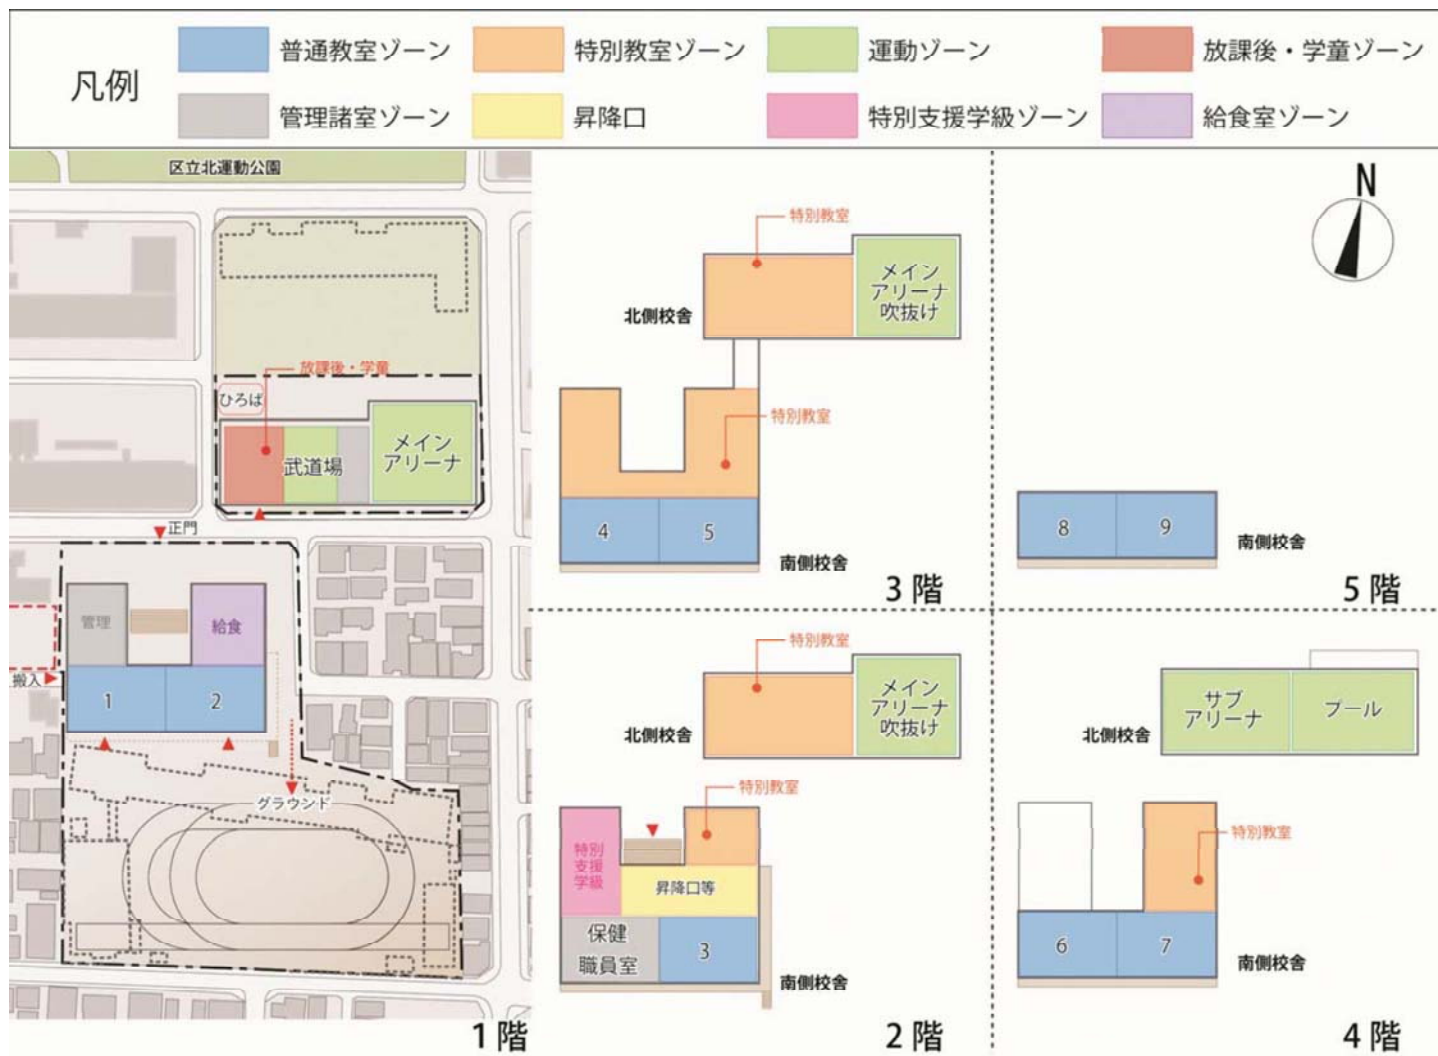 凡例
普通教室ゾーン
特別教室ゾーン
運動ゾーン
放課後・学童ゾーン
管理諸室ゾーン
昇降口
特別支援学級ゾーン
給食室ゾーン
区立北運動公園
放課後・学童
ひろば
武道場
メイン
アリーナ
正門
管理
給食
搬入
1
2
グラウンド
1階
特別教室
メイン
アリーナ
吹抜け
北側校舎
特別教室
4
5
南側校舎
3階
N
8
9
南側校舎
5階
特別教室
メイン
アリーナ
吹抜け
北側校舎
特別教室
特別
支援
学級
昇降口等
保健
職員室
3
南側校舎
2階
サブ
アリーナ
プール
北側校舎
特別教室
6
7
南側校舎
4階